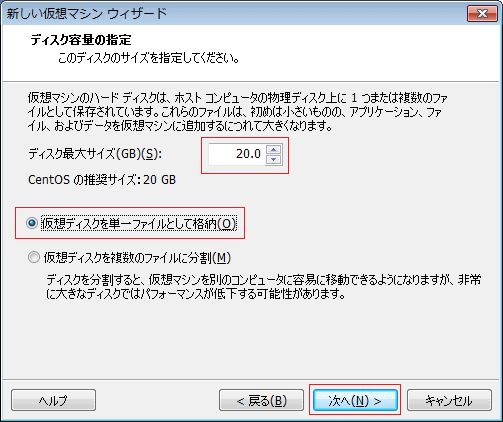 新しい仮想マシン ウィザード
ディスク容量の指定
このディスクのサイズを指定してください。
仮想マシンのハード ディスクは、ホスト コンピュータの物理ディスク上に 1 つまたは複数のファ
イルとして保存されています。これらのファイルは、初めは小さいものの、アプリケーション、ファ
イル、およびデータを仮想マシンに追加するにつれて大きくなります。
ディスク最大サイズ(GB)(S): 20.0
CentOS の推奨サイズ: 20 GB
仮想ディスクを単一ファイルとして格納(O)
仮想ディスクを複数のファイルに分割(M)
ディスクを分割すると、仮想マシンを別のコンピュータに容易に移動できるようになりますが、非常
に大きなディスクではパフォーマンスが低下する可能性があります。
ヘルプ < 戻る(B) 次へ(N) > キャンセル